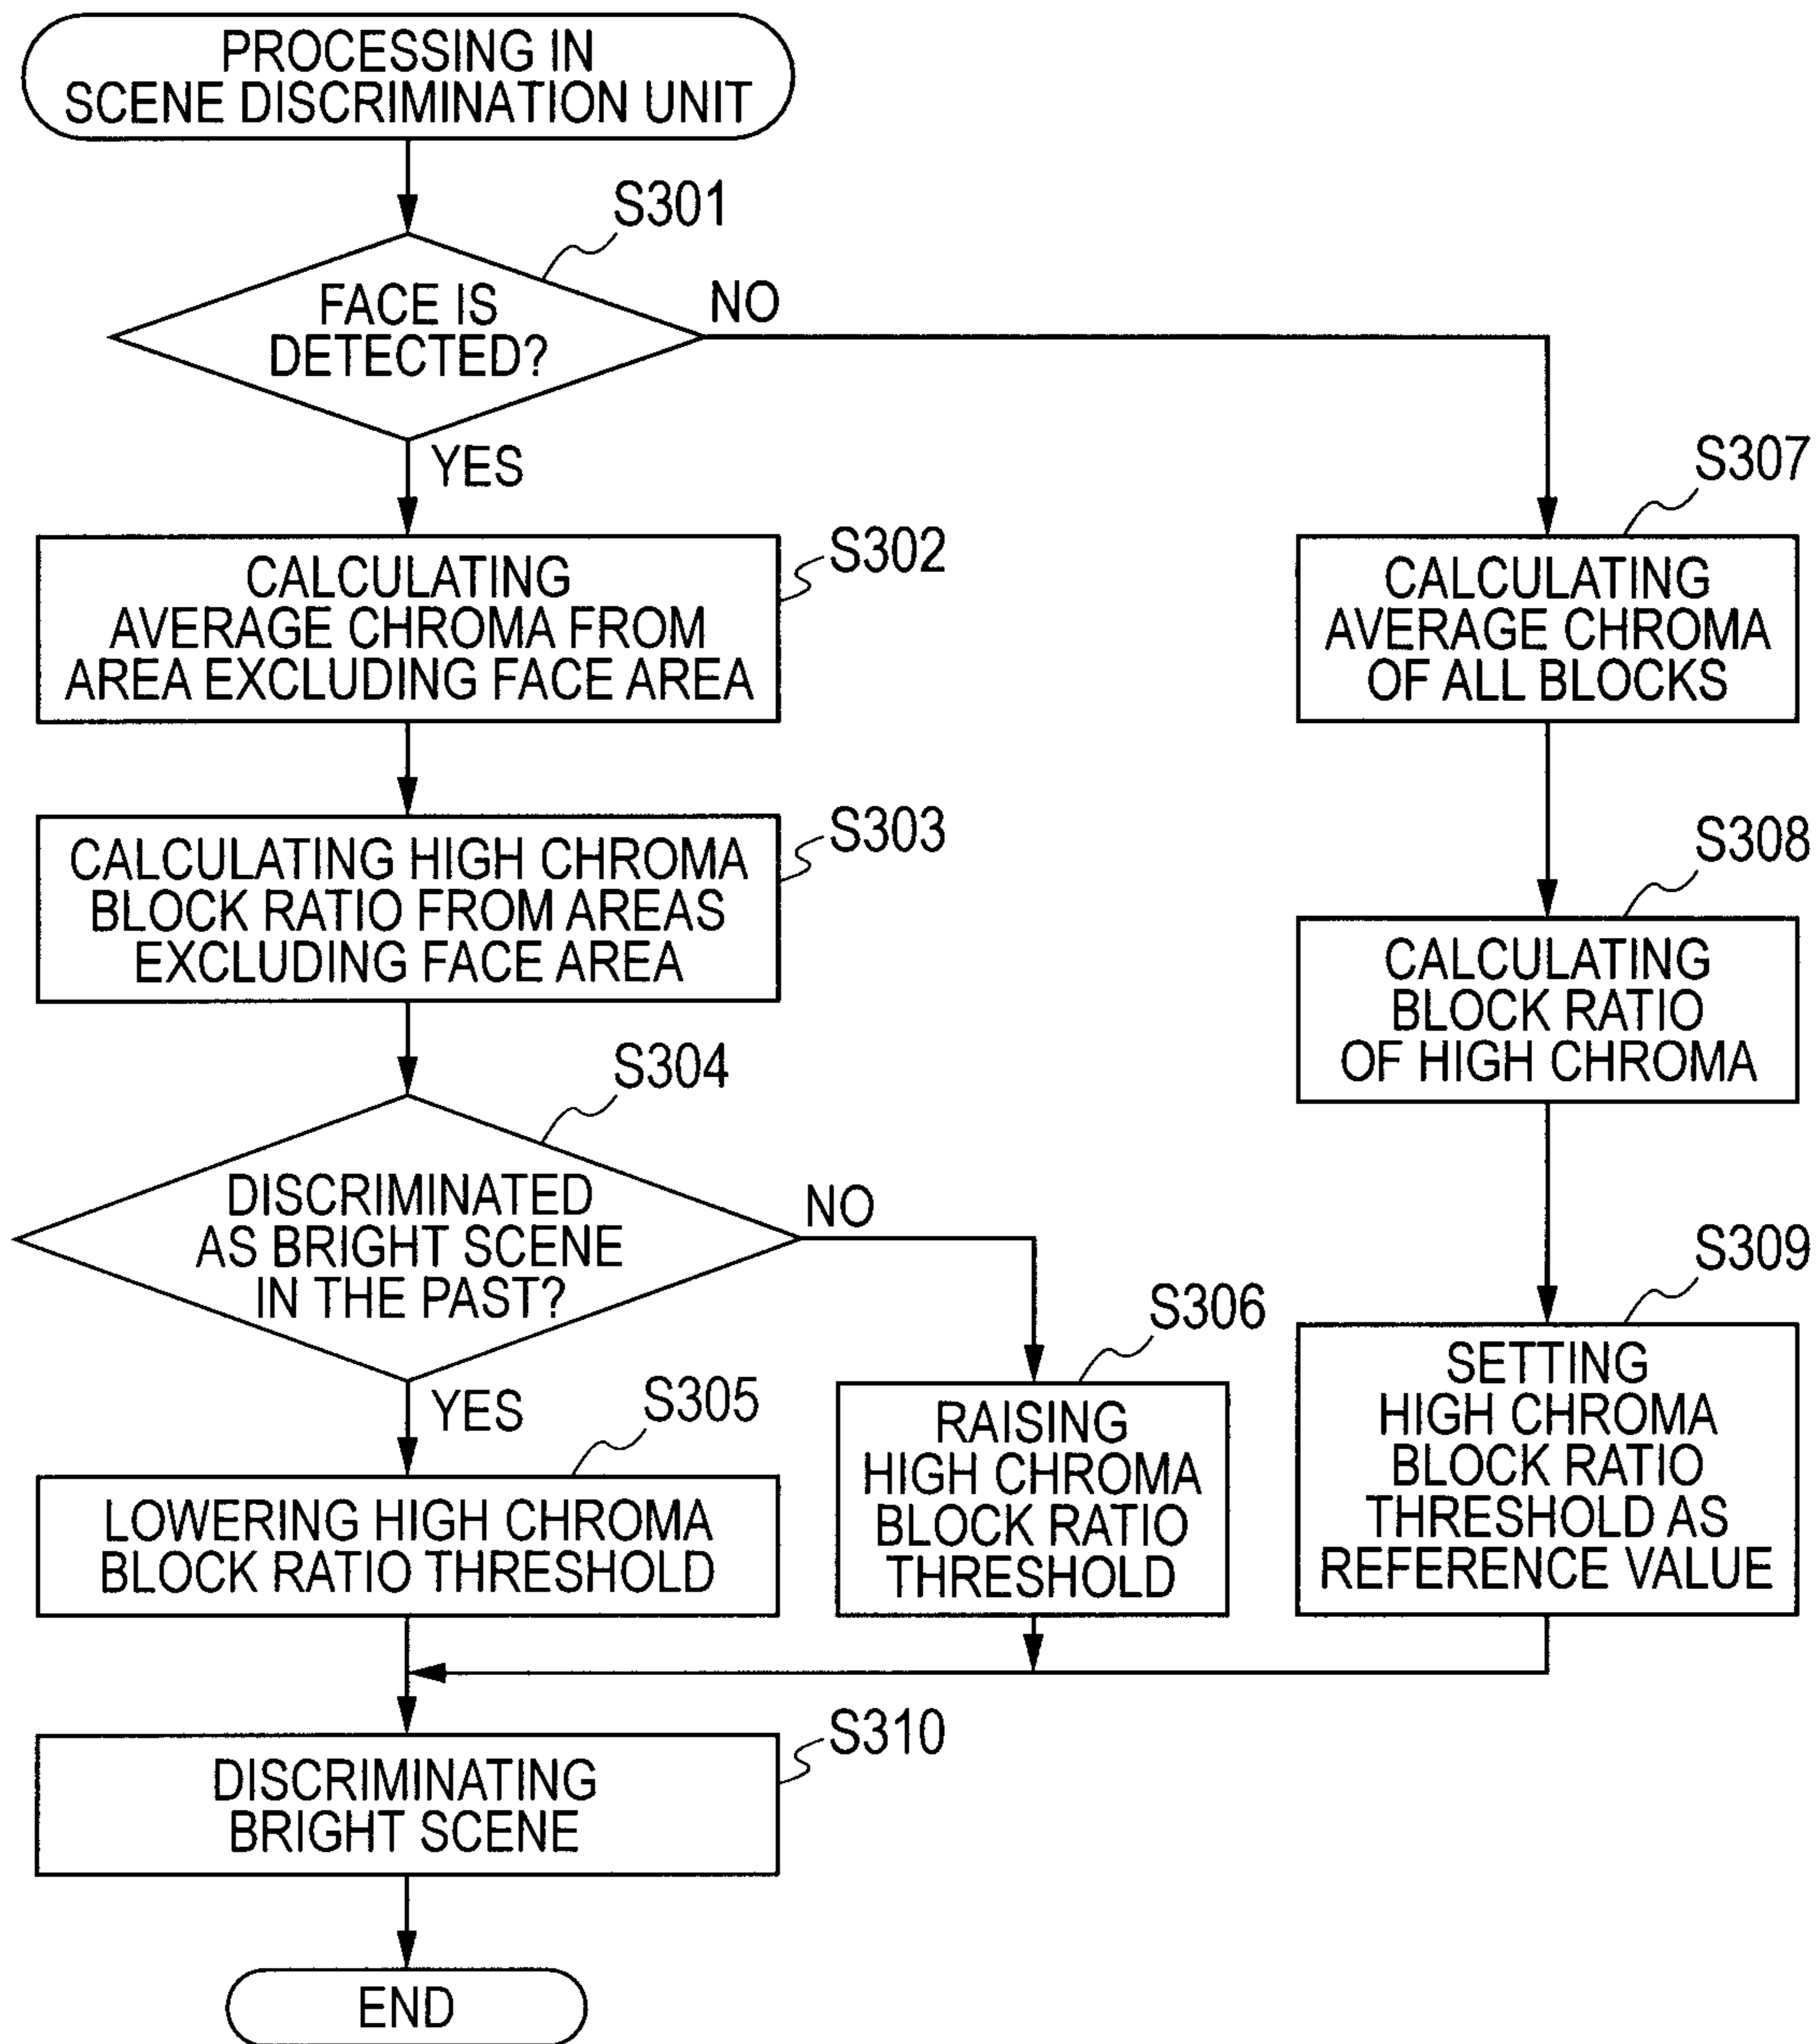 PROCESSING IN
SCENE DISCRIMINATION UNIT
S301
FACE IS
DETECTED?
NO
YES
S302
CALCULATING
AVERAGE CHROMA FROM
AREA EXCLUDING FACE AREA
S303
CALCULATING HIGH CHROMA
BLOCK RATIO FROM AREAS
EXCLUDING FACE AREA
S304
DISCRIMINATED
AS BRIGHT SCENE
IN THE PAST?
NO
YES
S305
LOWERING HIGH CHROMA
BLOCK RATIO THRESHOLD
S306
RAISING
HIGH CHROMA
BLOCK RATIO
THRESHOLD
S307
CALCULATING
AVERAGE CHROMA
OF ALL BLOCKS
S308
CALCULATING
BLOCK RATIO
OF HIGH CHROMA
S309
SETTING
HIGH CHROMA
BLOCK RATIO
THRESHOLD AS
REFERENCE VALUE
S310
DISCRIMINATING
BRIGHT SCENE
END